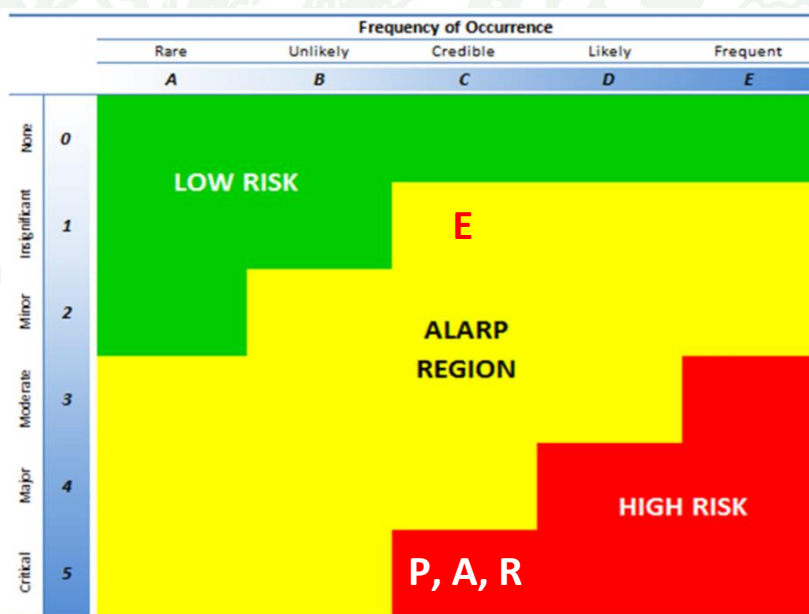 Frequency of Occurrence
Rare Unlikely Credible Likely Frequent
A B C D E
None 0
LOW RISK
Insignificant 1 E
Minor 2
ALARP
REGION
Moderate 3
Major 4
HIGH RISK
Critical 5 P, A, R